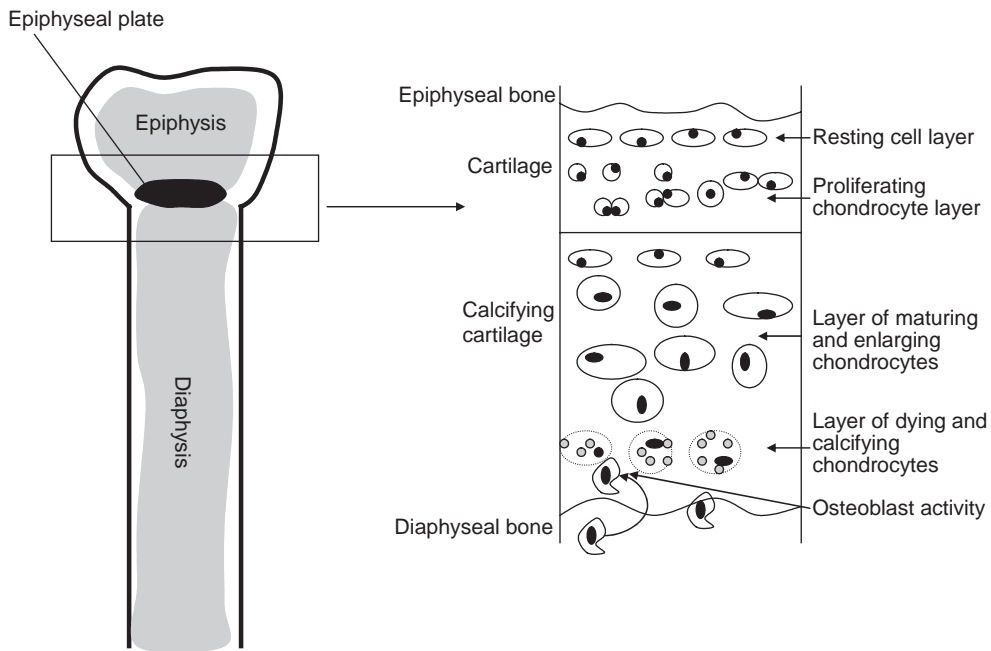 Epiphyseal plate
Epiphysis
Diaphysis
Epiphyseal bone
Cartilage
Calcifying
cartilage
Diaphyseal bone
Resting cell layer
Proliferating
chondrocyte layer
Layer of maturing
and enlarging
chondrocytes
Layer of dying and
calcifying
chondrocytes
Osteoblast activity